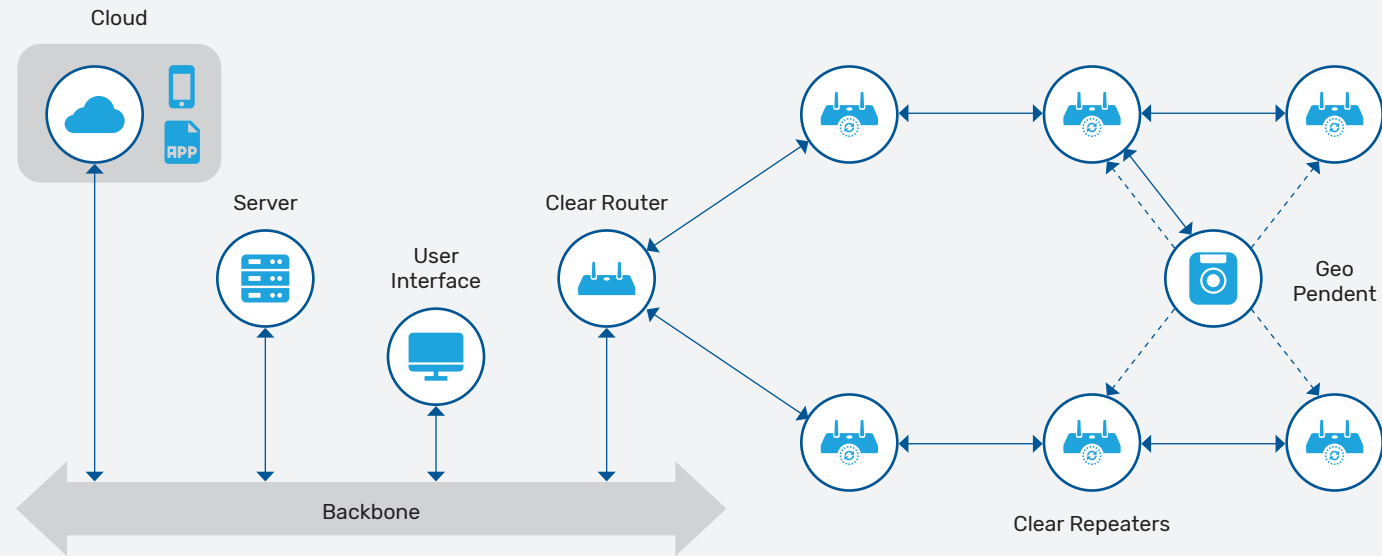 Cloud
APP
Server
Clear Router
User
Interface
Geo
Pendent
Backbone
Clear Repeaters